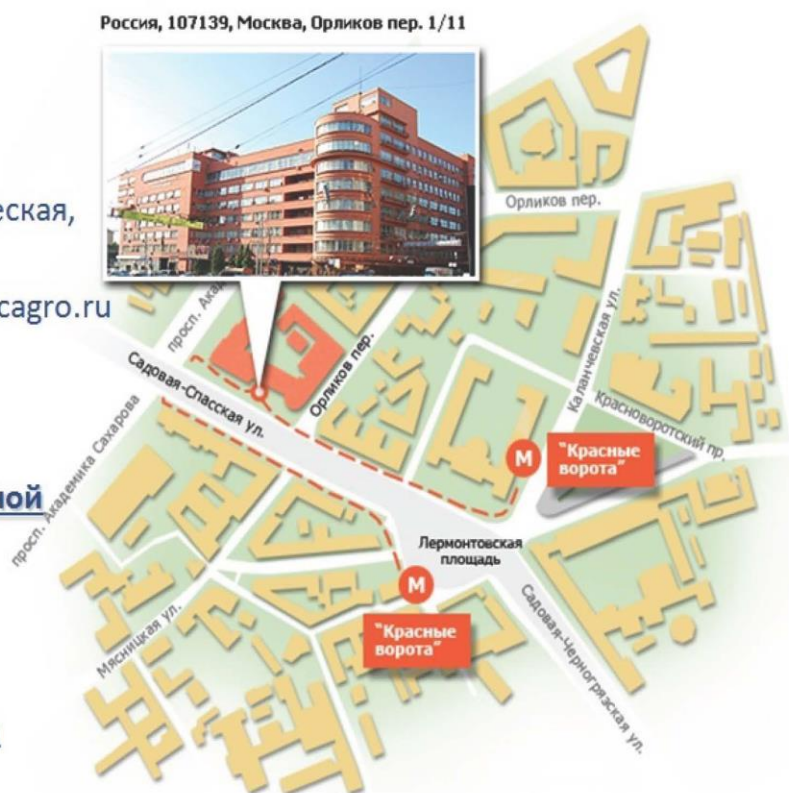 Россия, 107139, Москва, Орликов пер. 1/11
еская,
cagro.ru
ной
Орликов пер.
просп. Ака
Каланчевская ул.
Садовая-Спасская ул.
Орликов пер.
Красноворотский пр.
"Красные
ворота"
просп. Академика Сахарова
Лермонтовская
площадь
Мясницкая ул.
"Красные
ворота"
Садовая-Черногрязская ул.
М
М